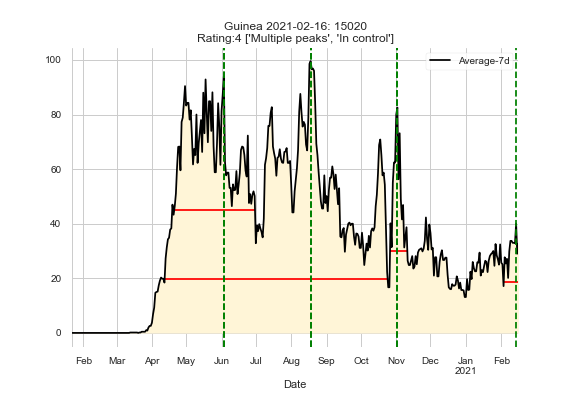 Guinea 2021-02-16: 15020
Rating:4 ['Multiple peaks', 'In control']
Average-7d
100
80
60
40
20
0
Feb Mar Apr May Jun Jul Aug Sep Oct Nov Dec Jan Feb
2021
Date